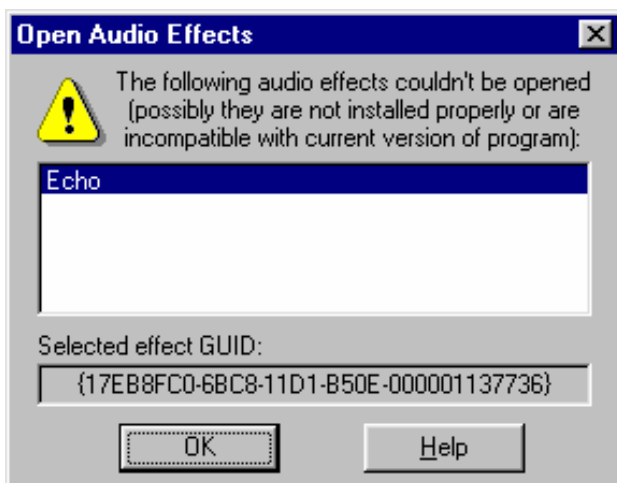 Open Audio Effects
The following audio effects couldn't be opened
(possibly they are not installed properly or are
incompatible with current version of program):
Echo
Selected effect GUID:
{17EB8FC0-6BC8-11D1-B50E-000001137736}
OK
Help